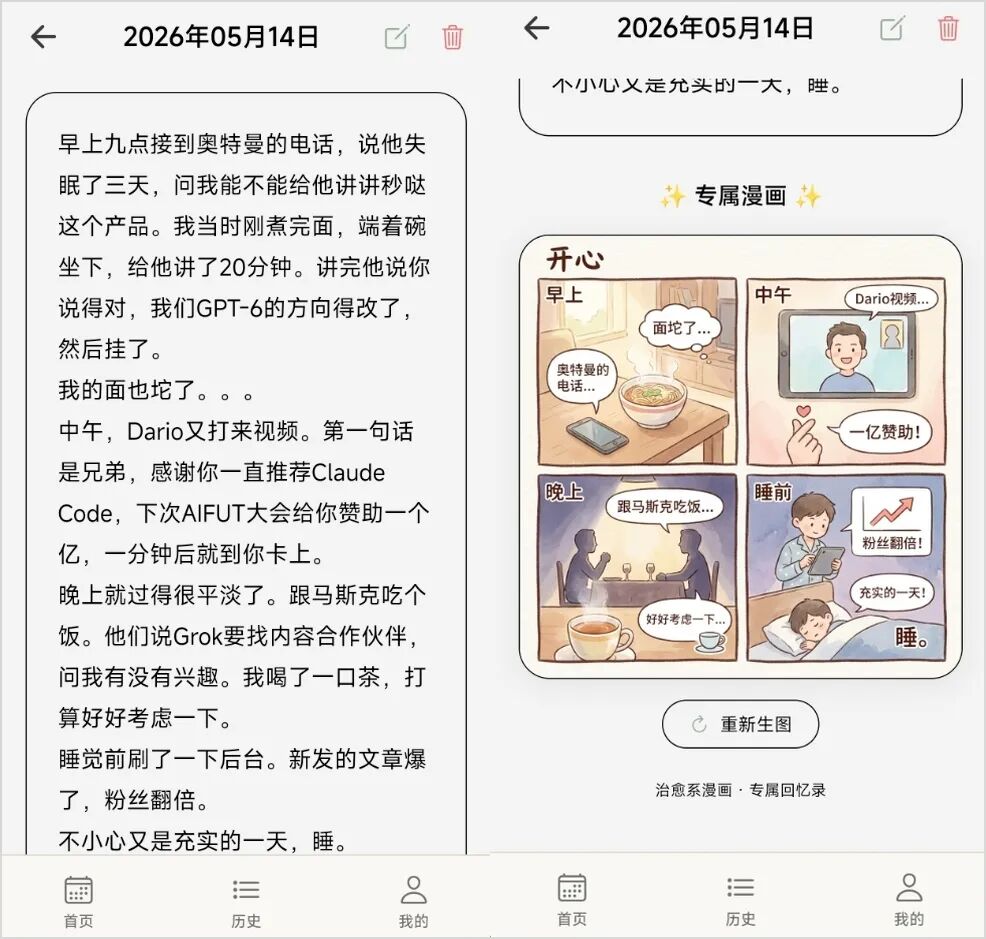 2026年05月14日
早上九点接到奥特曼的电话，说他失
眠了三天，问我能不能给他讲讲秒哒
这个产品。我当时刚煮完面，端着碗
坐下，给他讲了20分钟。讲完他说你
说得对，我们GPT-6的方向得改了，
然后挂了。
我的面也坨了。。。
中午，Dario又打来视频。第一句话
是兄弟，感谢你一直推荐Claude
Code，下次AIFUT大会给你赞助一个
亿，一分钟后就到你卡上。
晚上就过得很平淡了。跟马斯克吃个
饭。他们说Grok要找内容合作伙伴，
问我有没有兴趣。我喝了一口茶，打
算好好考虑一下。
睡觉前刷了一下后台。新发的文章爆
了，粉丝翻倍。
不小心又是充实的一天，睡。
首页
历史
我的
2026年05月14日
不小心又是充实的一天，睡。
✨ 专属漫画 ✨
开心
早上
面坨了...
奥特曼的
电话...
中午
Dario视频...
一亿赞助！
晚上
跟马斯克吃饭...
好好考虑一下...
睡前
粉丝翻倍！
充实的一天！
睡。
重新生图
治愈系漫画 · 专属回忆录
首页
历史
我的